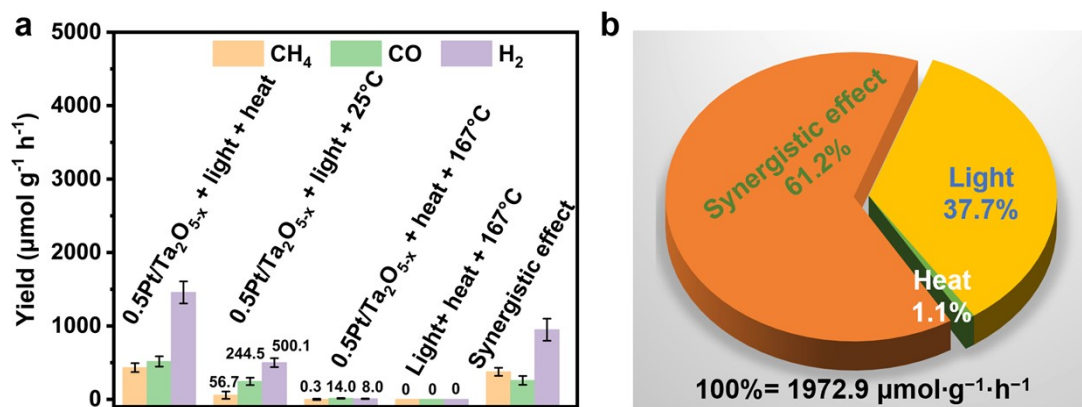 a
Yield (μmol g⁻¹ h⁻¹)
5000
4000
3000
2000
1000
0
CH₄ CO H₂
0.5Pt/Ta₂O₅₋ₓ + light + heat
0.5Pt/Ta₂O₅₋ₓ + light + 25°C
0.5Pt/Ta₂O₅₋ₓ + heat + 167°C
Light+ heat + 167°C
Synergistic effect
56.7 244.5 500.1
0.3 14.0 8.0
0 0 0
b
Synergistic effect
61.2%
Light
37.7%
Heat
1.1%
100%= 1972.9 μmol·g⁻¹·h⁻¹